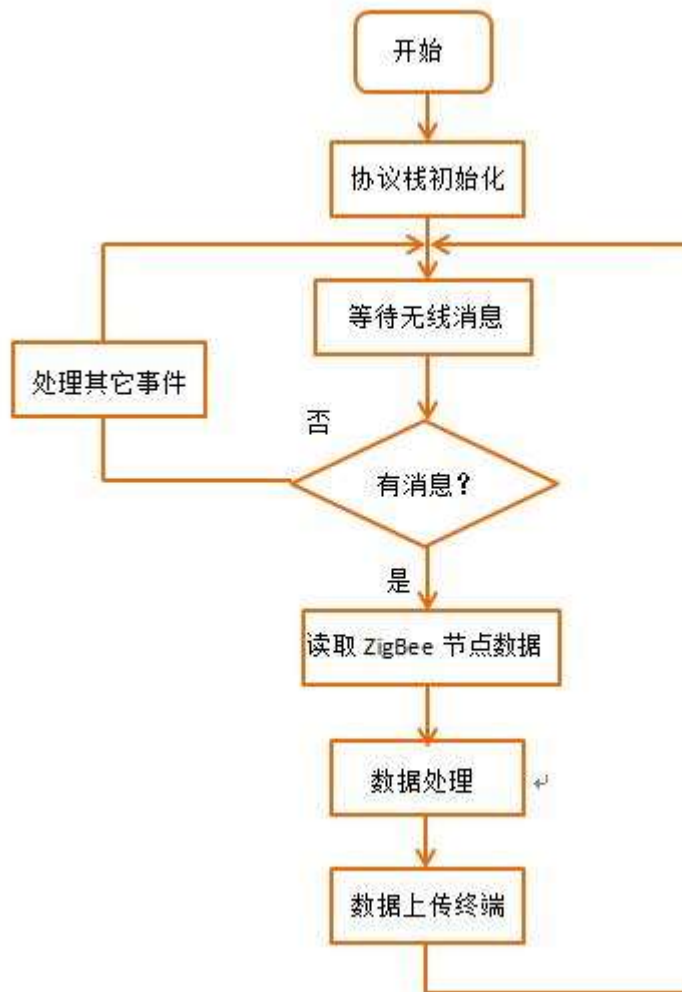 开始
协议栈初始化
等待无线消息
处理其它事件
否
有消息？
是
读取 ZigBee 节点数据
数据处理
数据上传终端